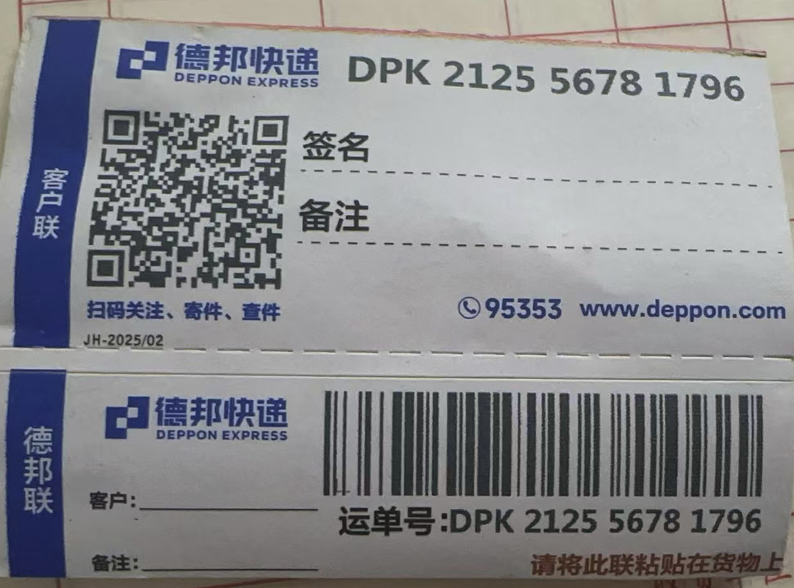 德邦快递
DEPPON EXPRESS
DPK 2125 5678 1796
客户联
签名
备注
扫码关注、寄件、查件
95353 www.deppon.com
JH-2025/02
德邦联
德邦快递
DEPPON EXPRESS
客户:
备注:
运单号:DPK 2125 5678 1796
请将此联粘贴在货物上